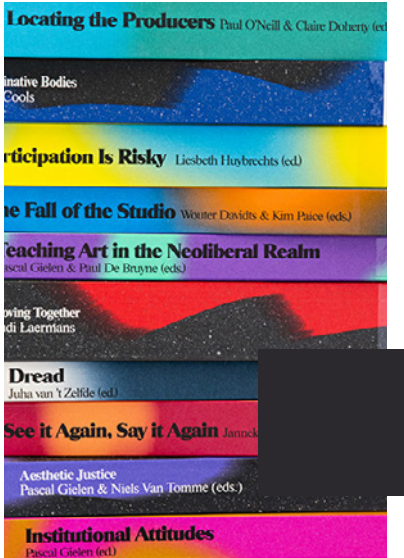 Locating the Producers Paul O'Neill & Claire Doherty (ed
inative Bodies
Cools
rticipation Is Risky Liesbeth Huybrechts (ed.)
he Fall of the Studio Wouter Davidts & Kim Paice (eds.)
Teaching Art in the Neoliberal Realm
Pascal Gielen & Paul De Bruyne (eds.)
oving Together
di Laermans
Dread
Juha van 't Zelfde (ed.)
See it Again, Say it Again Janneke
Aesthetic Justice
Pascal Gielen & Niels Van Tomme (eds.)
Institutional Attitudes
Pascal Gielen (ed.)